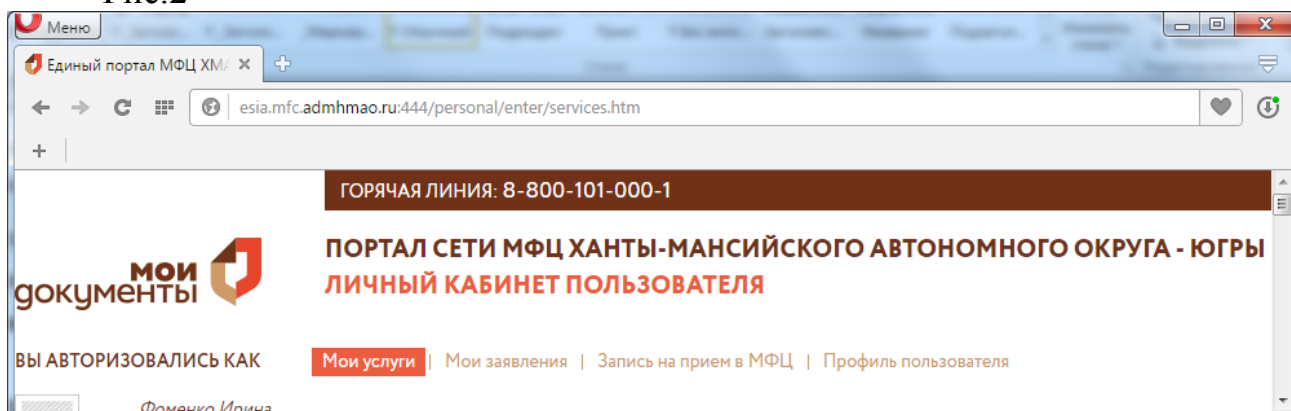 Рис.2
Меню
Единый портал МФЦ ХМА
esia.mfc.admhmao.ru:444/personal/enter/services.htm
ГОРЯЧАЯ ЛИНИЯ: 8-800-101-000-1
мои
документы
ПОРТАЛ СЕТИ МФЦ ХАНТЫ-МАНСИЙСКОГО АВТОНОМНОГО ОКРУГА - ЮГРЫ
ЛИЧНЫЙ КАБИНЕТ ПОЛЬЗОВАТЕЛЯ
ВЫ АВТОРИЗОВАЛИСЬ КАК
Мои услуги | Мои заявления | Запись на прием в МФЦ | Профиль пользователя
Фоменко Ирина